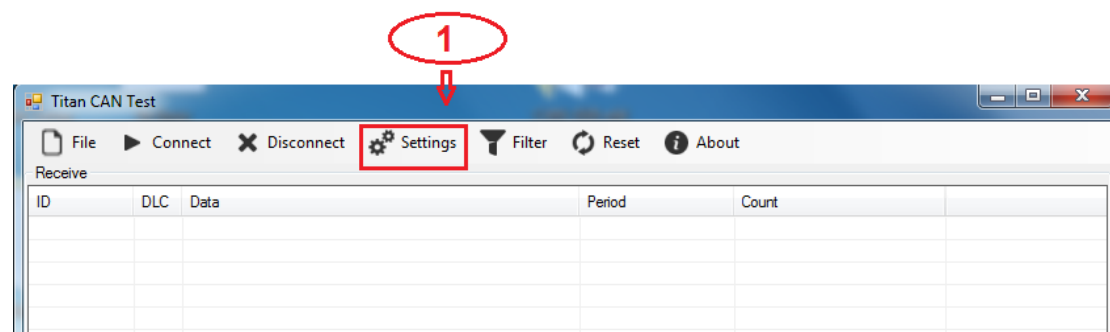 1
Titan CAN Test
File Connect Disconnect Settings Filter Reset About
Receive
ID DLC Data Period Count